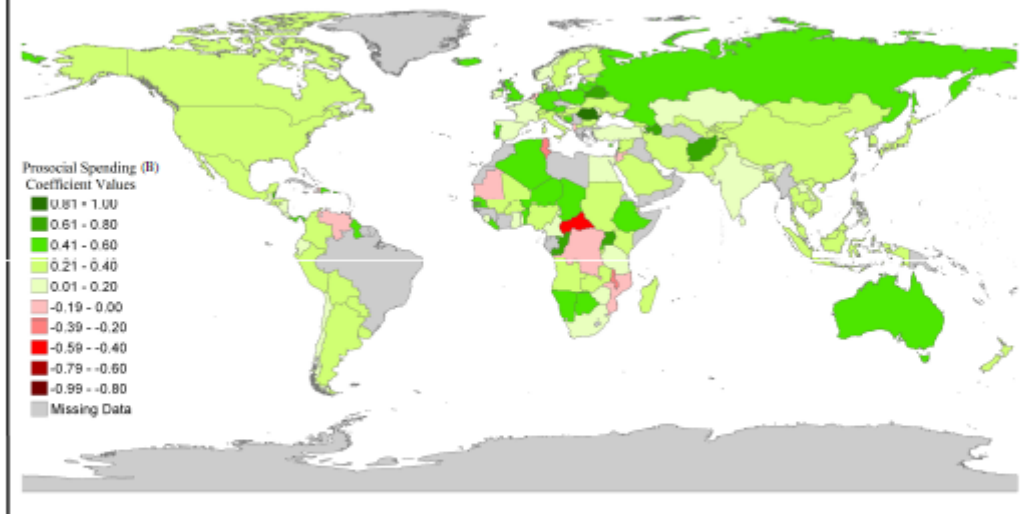 Prosocial Spending (B)
Coefficient Values
0.81 - 1.00
0.61 - 0.80
0.41 - 0.60
0.21 - 0.40
0.01 - 0.20
-0.19 - 0.00
-0.39 - -0.20
-0.59 - -0.40
-0.79 - -0.60
-0.99 - -0.80
Missing Data